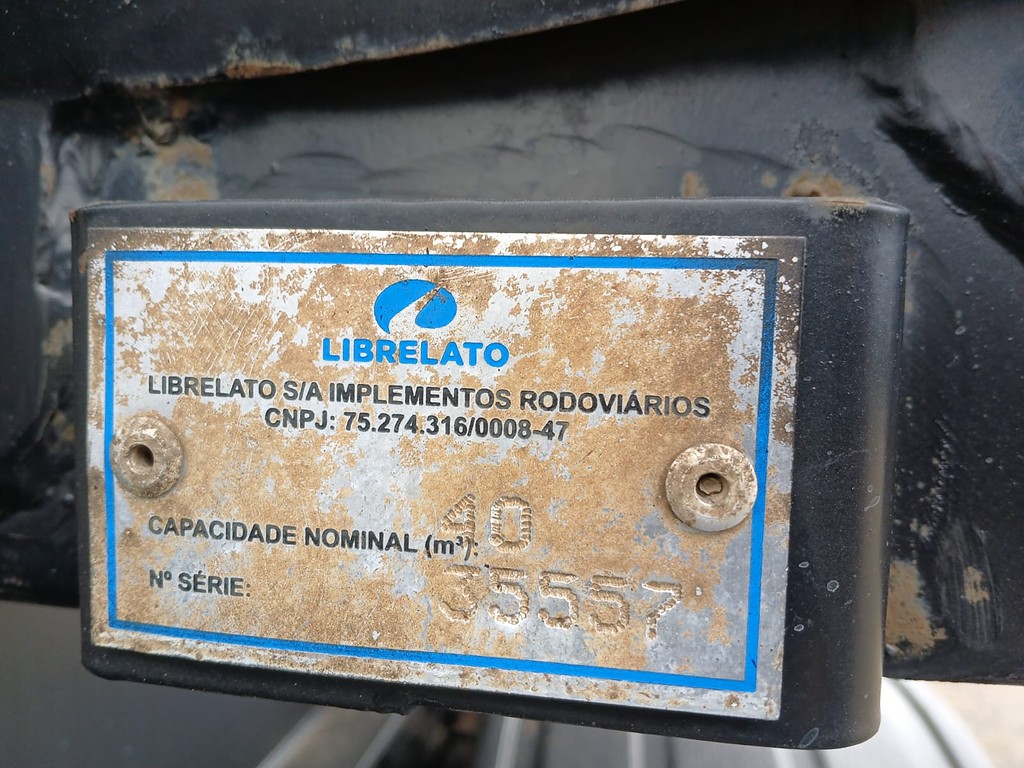 LIBRELATO
LIBRELATO S/A IMPLEMENTOS RODOVIÁRIOS
CNPJ: 75.274.316/0008-47
CAPACIDADE NOMINAL (m³): 40
Nº SÉRIE: 35557